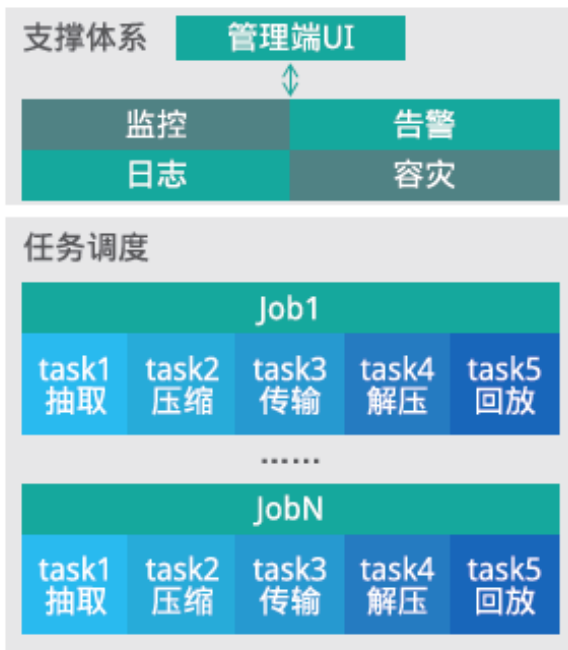 支撑体系
管理端UI
监控
告警
日志
容灾
任务调度
Job1
task1
抽取
task2
压缩
task3
传输
task4
解压
task5
回放
……
JobN
task1
抽取
task2
压缩
task3
传输
task4
解压
task5
回放